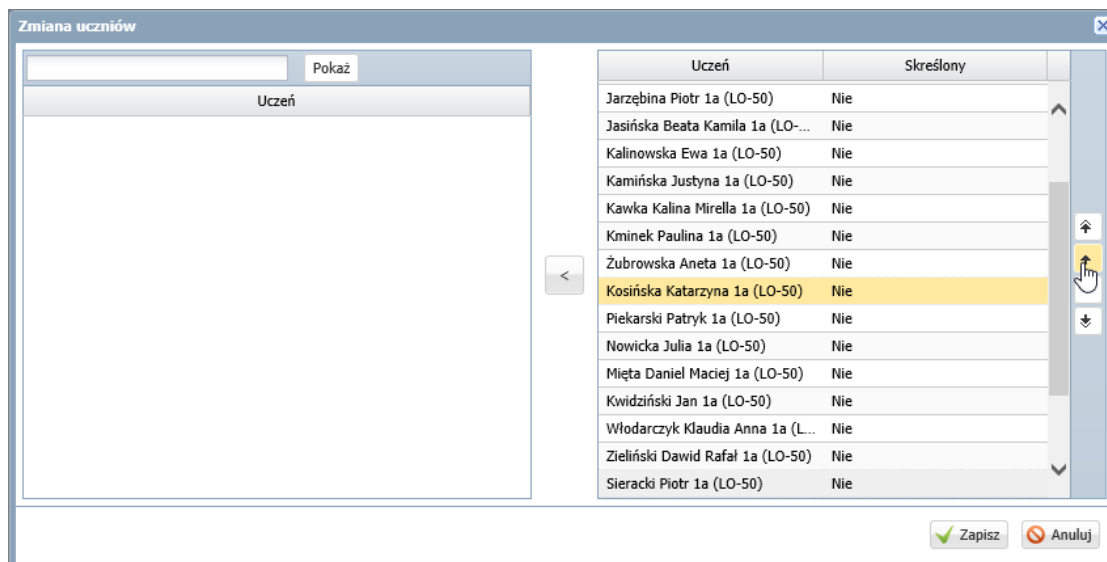 Zmiana uczniów
Pokaż
Uczeń
<
Uczeń Skreślony
Jarzębina Piotr 1a (LO-50) Nie
Jasińska Beata Kamila 1a (LO-... Nie
Kalinowska Ewa 1a (LO-50) Nie
Kamińska Justyna 1a (LO-50) Nie
Kawka Kalina Mirella 1a (LO-50) Nie
Kminek Paulina 1a (LO-50) Nie
Żubrowska Aneta 1a (LO-50) Nie
Kosińska Katarzyna 1a (LO-50) Nie
Piekarski Patryk 1a (LO-50) Nie
Nowicka Julia 1a (LO-50) Nie
Mięta Daniel Maciej 1a (LO-50) Nie
Kwidziński Jan 1a (LO-50) Nie
Włodarczyk Klaudia Anna 1a (L... Nie
Zieliński Dawid Rafał 1a (LO-50) Nie
Sieracki Piotr 1a (LO-50) Nie
Zapisz Anuluj